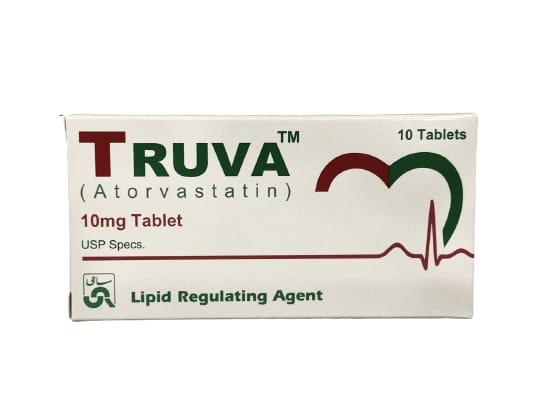 TRUVA™
10 Tablets
(Atorvastatin)
10mg Tablet
USP Specs.
Lipid Regulating Agent